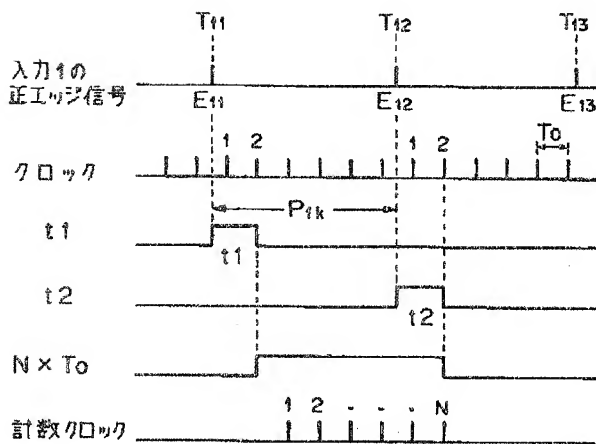 T11 T12 T13
入力1の
正エッジ信号
E11 E12 E13
1 2 1 2 To
クロック
P1k
t1
t1
t2
t2
N × To
1 2 - - - N
計数クロック